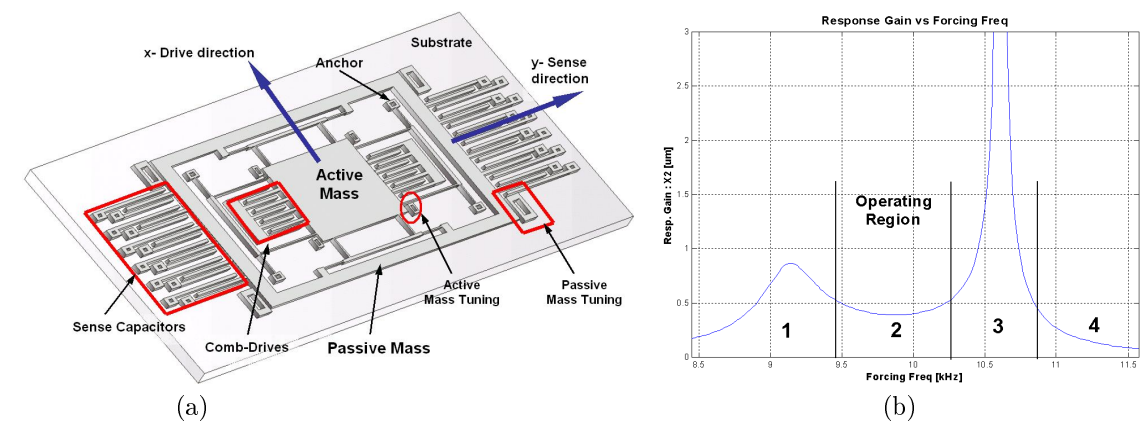 x- Drive direction
Substrate
Anchor
y- Sense
direction
Active
Mass
Active
Mass Tuning
Passive
Mass Tuning
Sense Capacitors
Comb-Drives
Passive Mass
(a)
Response Gain vs Forcing Freq
Resp. Gain : X2 [um]
3
2.5
2
1.5
1
0.5
0
Operating
Region
1
2
3
4
8.5
9
9.5
10
10.5
11
11.5
Forcing Freq [kHz]
(b)